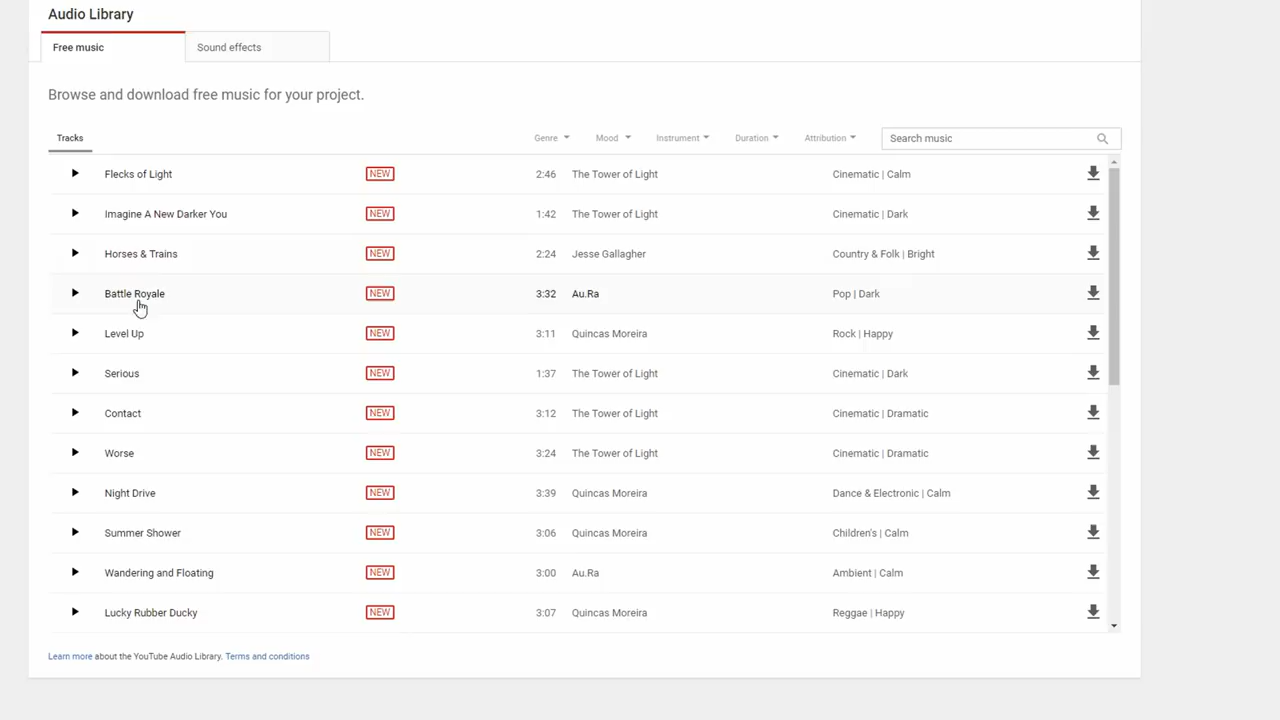 Audio Library
Free music
Sound effects
Browse and download free music for your project.
Tracks Genre Mood Instrument Duration Attribution Search music
Flecks of Light NEW 2:46 The Tower of Light Cinematic | Calm
Imagine A New Darker You NEW 1:42 The Tower of Light Cinematic | Dark
Horses & Trains NEW 2:24 Jesse Gallagher Country & Folk | Bright
Battle Royale NEW 3:32 Au.Ra Pop | Dark
Level Up NEW 3:11 Quincas Moreira Rock | Happy
Serious NEW 1:37 The Tower of Light Cinematic | Dark
Contact NEW 3:12 The Tower of Light Cinematic | Dramatic
Worse NEW 3:24 The Tower of Light Cinematic | Dramatic
Night Drive NEW 3:39 Quincas Moreira Dance & Electronic | Calm
Summer Shower NEW 3:06 Quincas Moreira Children's | Calm
Wandering and Floating NEW 3:00 Au.Ra Ambient | Calm
Lucky Rubber Ducky NEW 3:07 Quincas Moreira Reggae | Happy
Learn more about the YouTube Audio Library. Terms and conditions